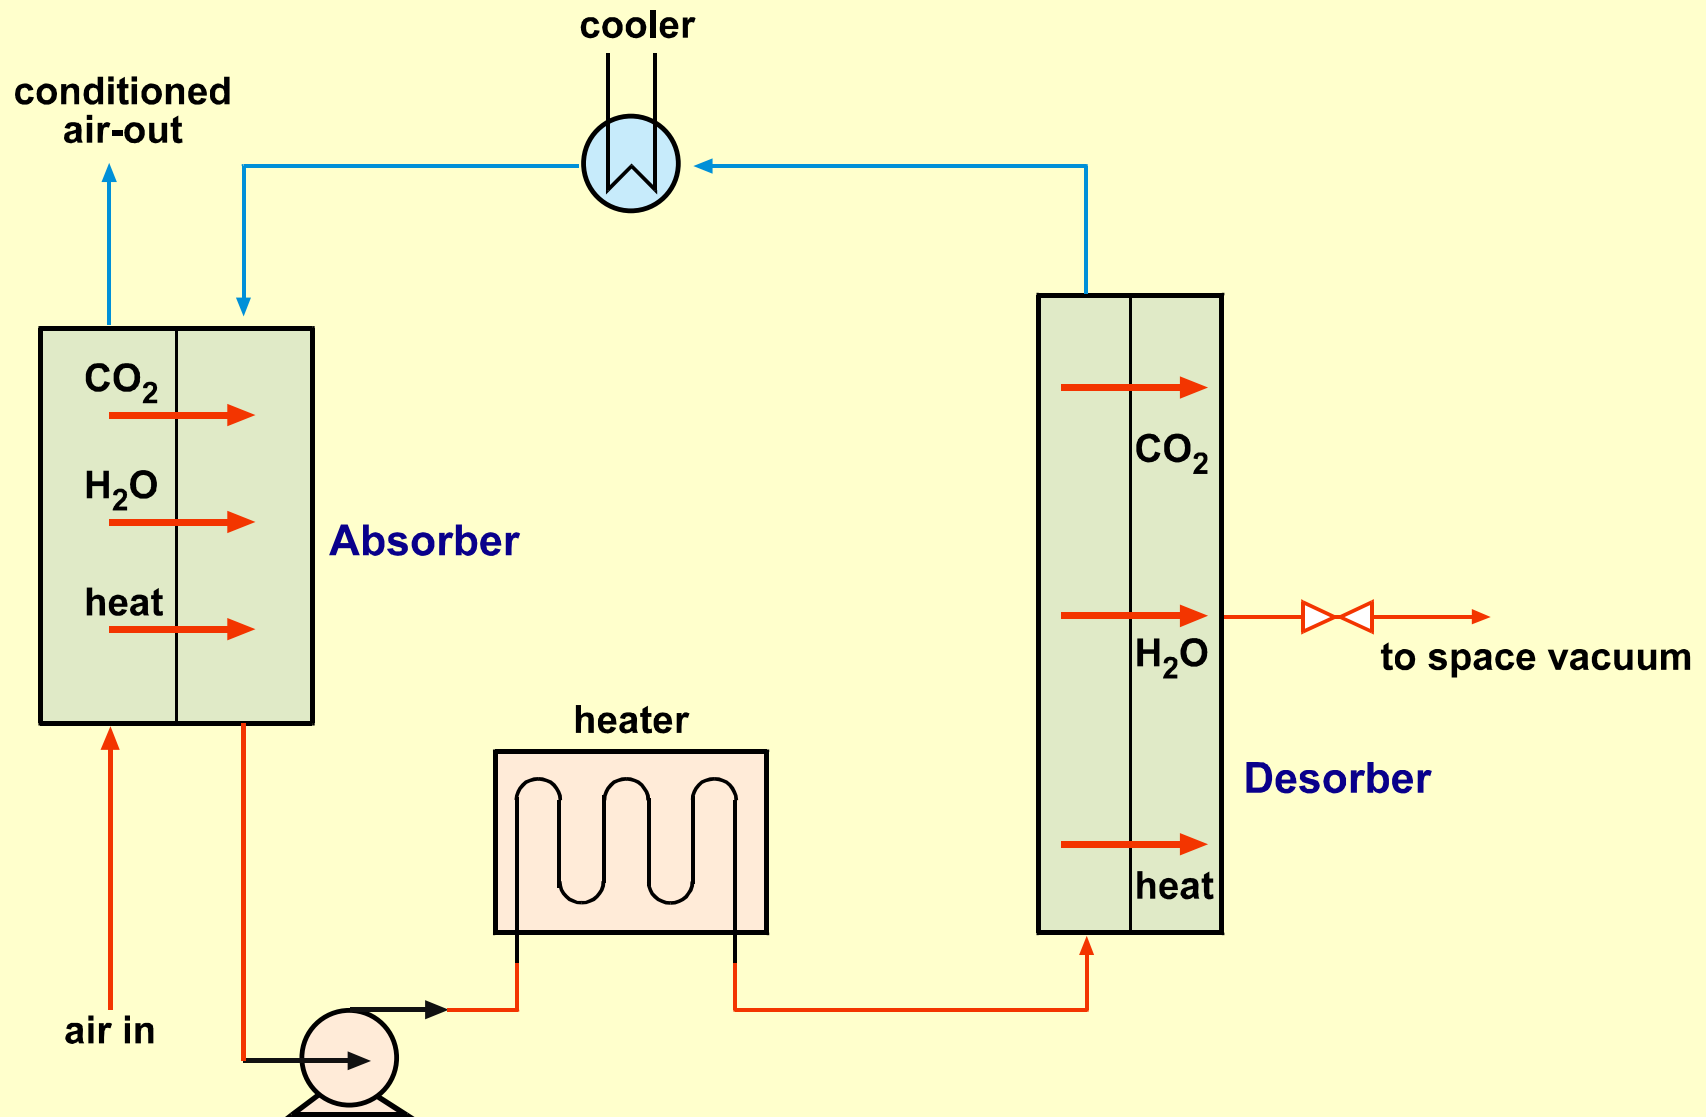 cooler
conditioned
air-out
CO₂
H₂O
heat
Absorber
air in
heater
CO₂
H₂O
heat
Desorber
to space vacuum